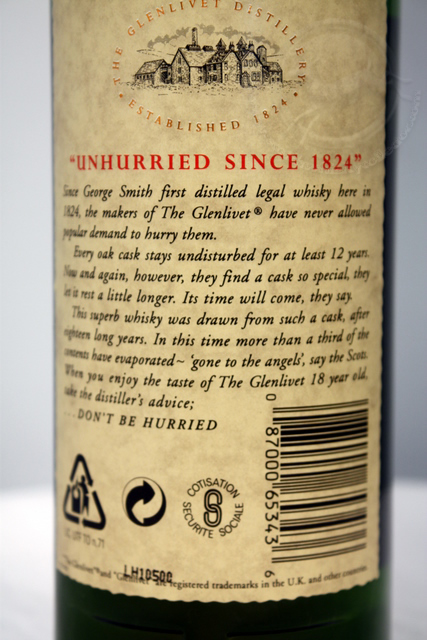 THE GLENLIVET DISTILLERY
· ESTABLISHED 1824 ·
"UNHURRIED SINCE 1824"
Since George Smith first distilled legal whisky here in
1824, the makers of The Glenlivet® have never allowed
popular demand to hurry them.
Every oak cask stays undisturbed for at least 12 years.
Now and again, however, they find a cask so special, they
let it rest a little longer. Its time will come, they say.
This superb whisky was drawn from such a cask, after
eighteen long years. In this time more than a third of the
contents have evaporated ~ 'gone to the angels', say the Scots.
When you enjoy the taste of The Glenlivet 18 year old,
take the distiller's advice;
...DON'T BE HURRIED
COTISATION
SECURITE SOCIALE
0 87000 65343 6
LH10500
and "Glenlivet" are registered trademarks in the U.K. and other countries.